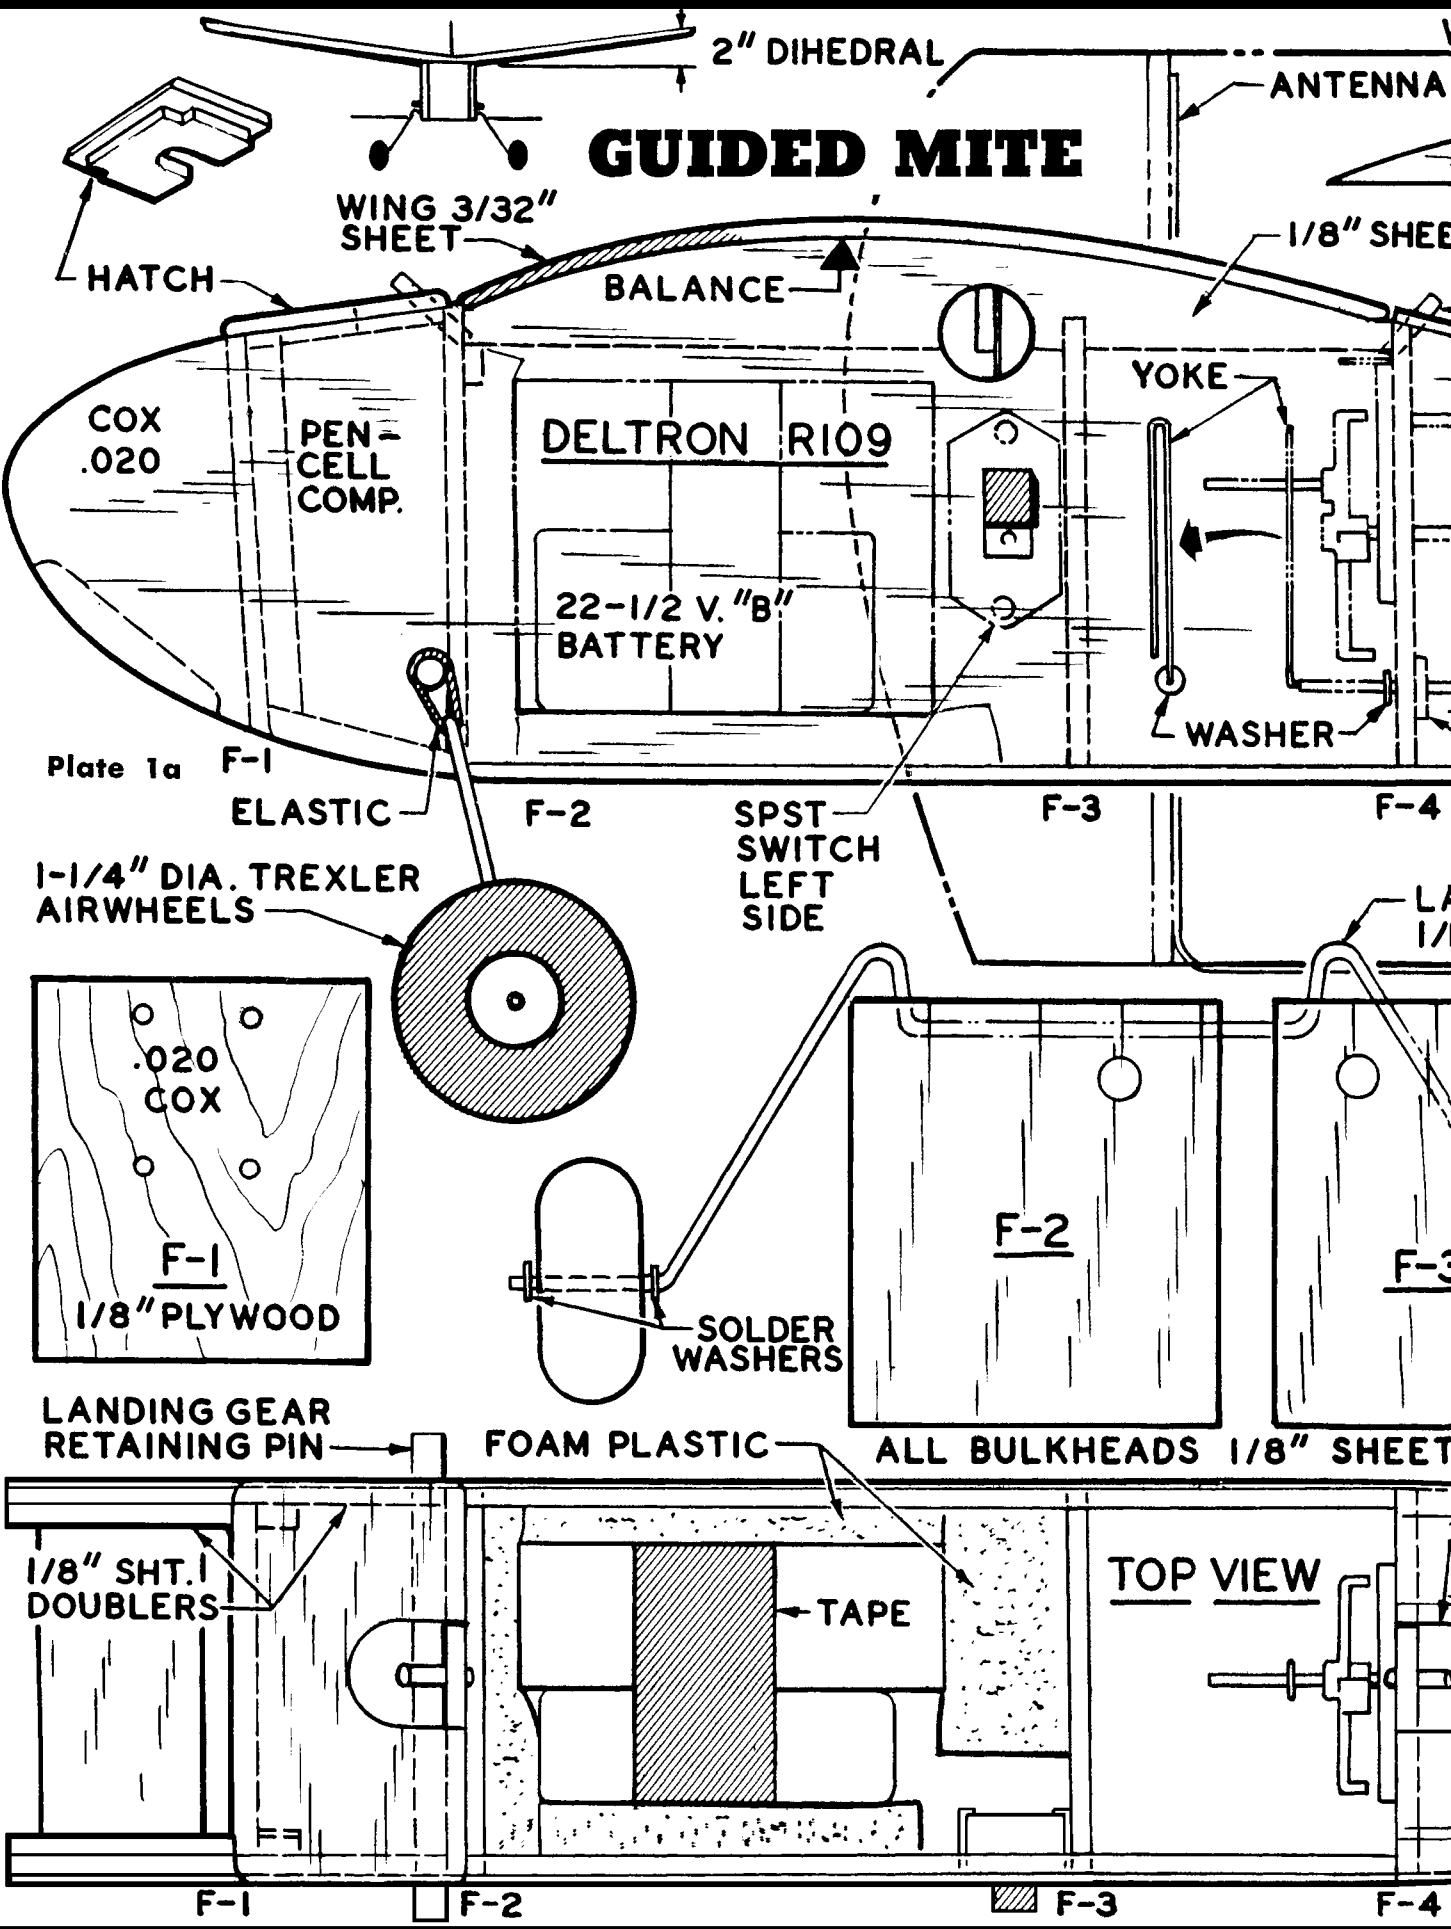 2" DIHEDRAL
ANTENNA
GUIDED MITE
WING 3/32"
SHEET
1/8" SHEE
HATCH
BALANCE
YOKE
COX
.020
PEN-
CELL
COMP.
DELTRON R109
22-1/2 V. "B"
BATTERY
WASHER
Plate 1a
F-1
ELASTIC
F-2
SPST
SWITCH
LEFT
SIDE
F-3
F-4
1-1/4" DIA. TREXLER
AIRWHEELS
LA
1/
.020
COX
F-1
1/8" PLYWOOD
F-2
F-3
SOLDER
WASHERS
LANDING GEAR
RETAINING PIN
FOAM PLASTIC
ALL BULKHEADS 1/8" SHEET
1/8" SHT.
DOUBLERS
TAPE
TOP VIEW
F-1
F-2
F-3
F-4